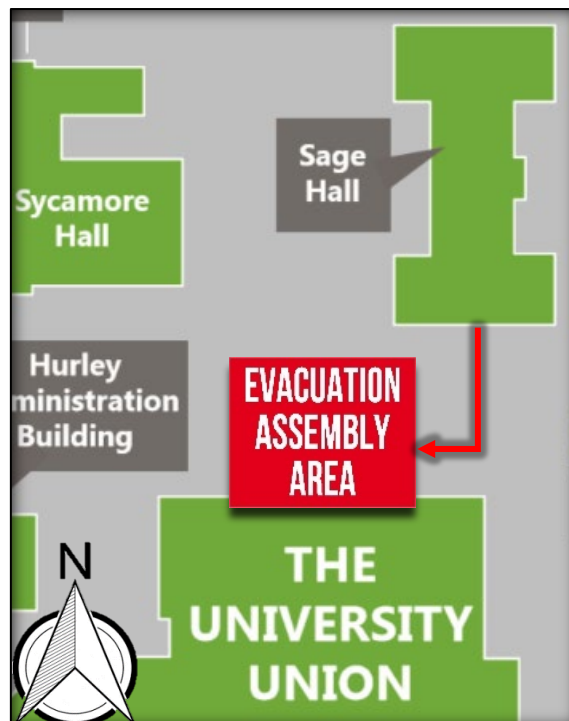 Sage
Hall
Sycamore
Hall
Hurley
ministration
Building
EVACUATION
ASSEMBLY
AREA
THE
UNIVERSITY
UNION
N